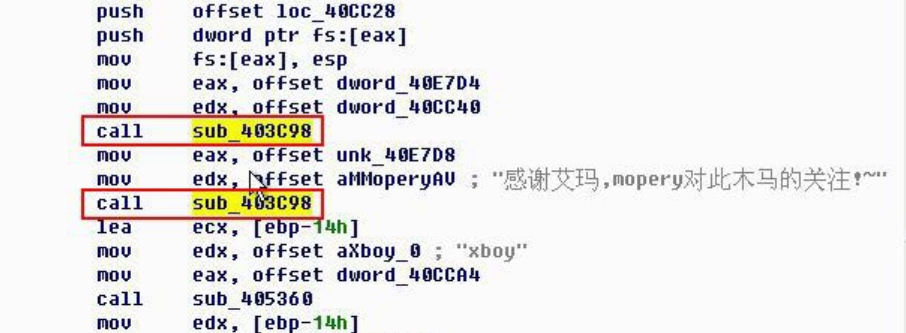 push offset loc_40CC28
push dword ptr fs:[eax]
mov fs:[eax], esp
mov eax, offset dword_40E7D4
mov edx, offset dword_40CC40
call sub_403C98
mov eax, offset unk_40E7D8
mov edx, offset aMMoperyAV ; "感谢艾玛,mopery对此木马的关注!~"
call sub_403C98
lea ecx, [ebp-14h]
mov edx, offset aXboy_0 ; "xboy"
mov eax, offset dword_40CCA4
call sub_405360
mov edx, [ebp-14h]